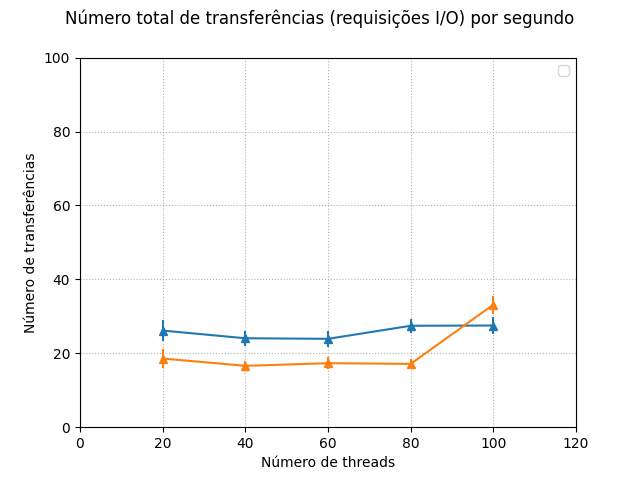 Número total de transferências (requisições I/O) por segundo
100
80
60
40
20
0
Número de transferências
0 20 40 60 80 100 120
Número de threads